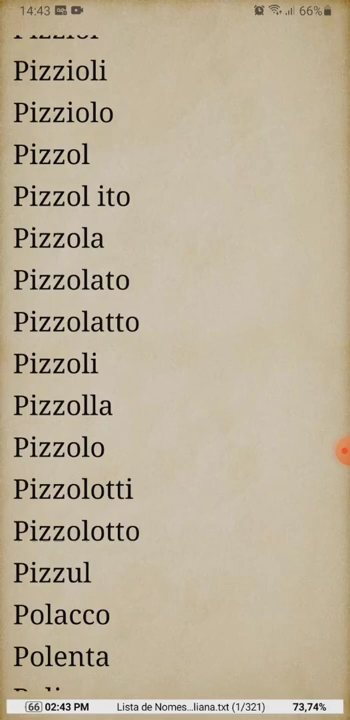 14:43 66%
Pizzioli
Pizziolo
Pizzol
Pizzol ito
Pizzola
Pizzolato
Pizzolatto
Pizzoli
Pizzolla
Pizzolo
Pizzolotti
Pizzolotto
Pizzul
Polacco
Polenta
66 02:43 PM Lista de Nomes...liana.txt (1/321) 73,74%